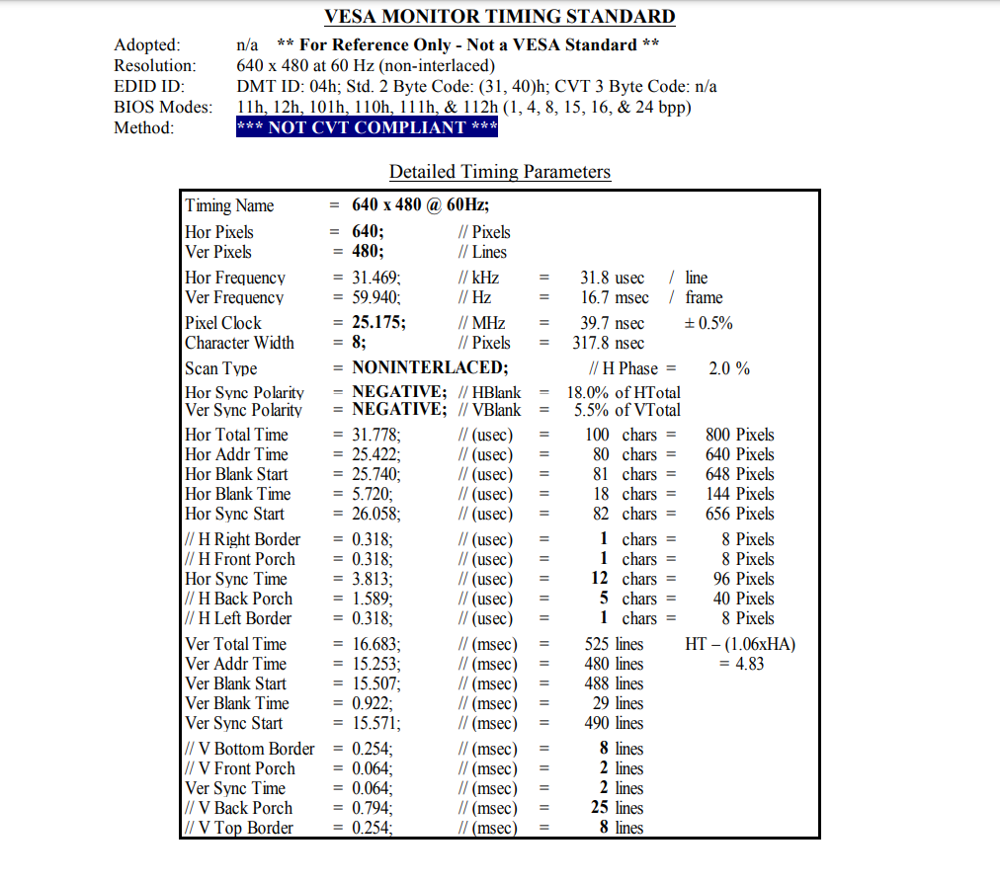 VESA MONITOR TIMING STANDARD
Adopted: n/a ** For Reference Only - Not a VESA Standard **
Resolution: 640 x 480 at 60 Hz (non-interlaced)
EDID ID: DMT ID: 04h; Std. 2 Byte Code: (31, 40)h; CVT 3 Byte Code: n/a
BIOS Modes: 11h, 12h, 101h, 110h, 111h, & 112h (1, 4, 8, 15, 16, & 24 bpp)
Method: *** NOT CVT COMPLIANT ***
Detailed Timing Parameters
Timing Name = 640 x 480 @ 60Hz;
Hor Pixels = 640; // Pixels
Ver Pixels = 480; // Lines
Hor Frequency = 31.469; // kHz = 31.8 usec / line
Ver Frequency = 59.940; // Hz = 16.7 msec / frame
Pixel Clock = 25.175; // MHz = 39.7 nsec ± 0.5%
Character Width = 8; // Pixels = 317.8 nsec
Scan Type = NONINTERLACED; // H Phase = 2.0 %
Hor Sync Polarity = NEGATIVE; // HBlank = 18.0% of HTotal
Ver Sync Polarity = NEGATIVE; // VBlank = 5.5% of VTotal
Hor Total Time = 31.778; // (usec) = 100 chars = 800 Pixels
Hor Addr Time = 25.422; // (usec) = 80 chars = 640 Pixels
Hor Blank Start = 25.740; // (usec) = 81 chars = 648 Pixels
Hor Blank Time = 5.720; // (usec) = 18 chars = 144 Pixels
Hor Sync Start = 26.058; // (usec) = 82 chars = 656 Pixels
// H Right Border = 0.318; // (usec) = 1 chars = 8 Pixels
// H Front Porch = 0.318; // (usec) = 1 chars = 8 Pixels
Hor Sync Time = 3.813; // (usec) = 12 chars = 96 Pixels
// H Back Porch = 1.589; // (usec) = 5 chars = 40 Pixels
// H Left Border = 0.318; // (usec) = 1 chars = 8 Pixels
Ver Total Time = 16.683; // (msec) = 525 lines HT – (1.06xHA)
Ver Addr Time = 15.253; // (msec) = 480 lines = 4.83
Ver Blank Start = 15.507; // (msec) = 488 lines
Ver Blank Time = 0.922; // (msec) = 29 lines
Ver Sync Start = 15.571; // (msec) = 490 lines
// V Bottom Border = 0.254; // (msec) = 8 lines
// V Front Porch = 0.064; // (msec) = 2 lines
Ver Sync Time = 0.064; // (msec) = 2 lines
// V Back Porch = 0.794; // (msec) = 25 lines
// V Top Border = 0.254; // (msec) = 8 lines